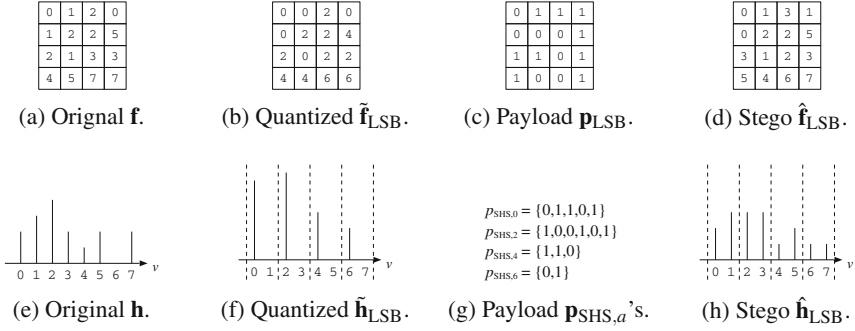 0 1 2 0
1 2 2 5
2 1 3 3
4 5 7 7
(a) Orignal f.
0 0 2 0
0 2 2 4
2 0 2 2
4 4 6 6
(b) Quantized f̃LSB.
0 1 1 1
0 0 0 1
1 1 0 1
1 0 0 1
(c) Payload pLSB.
0 1 3 1
0 2 2 5
3 1 2 3
5 4 6 7
(d) Stego f̂LSB.
0 1 2 3 4 5 6 7 v
(e) Original h.
0 1 2 3 4 5 6 7 v
(f) Quantized h̃LSB.
pSHS,0 = {0,1,1,0,1}
pSHS,2 = {1,0,0,1,0,1}
pSHS,4 = {1,1,0}
pSHS,6 = {0,1}
(g) Payload pSHS,a's.
0 1 2 3 4 5 6 7 v
(h) Stego ĥLSB.